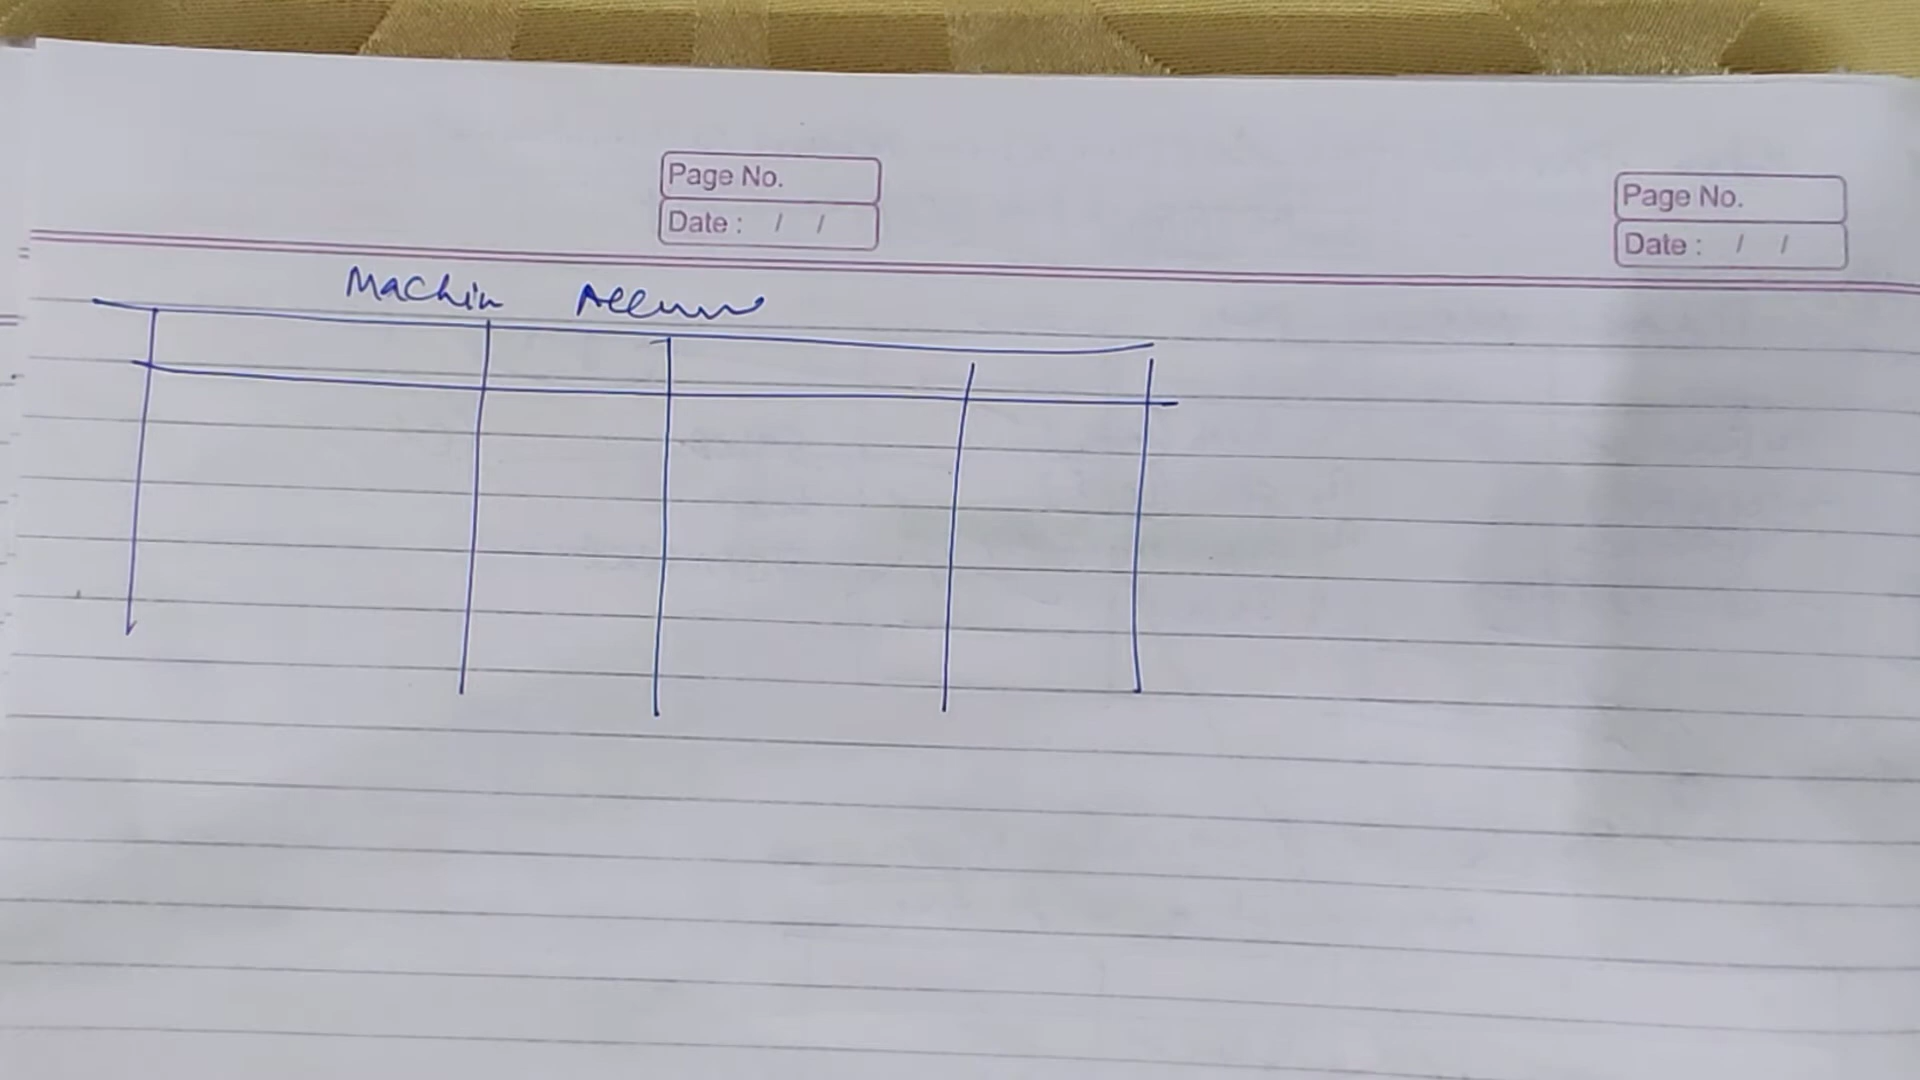 Page No.
Date : / /
Page No.
Date : / /
Machin